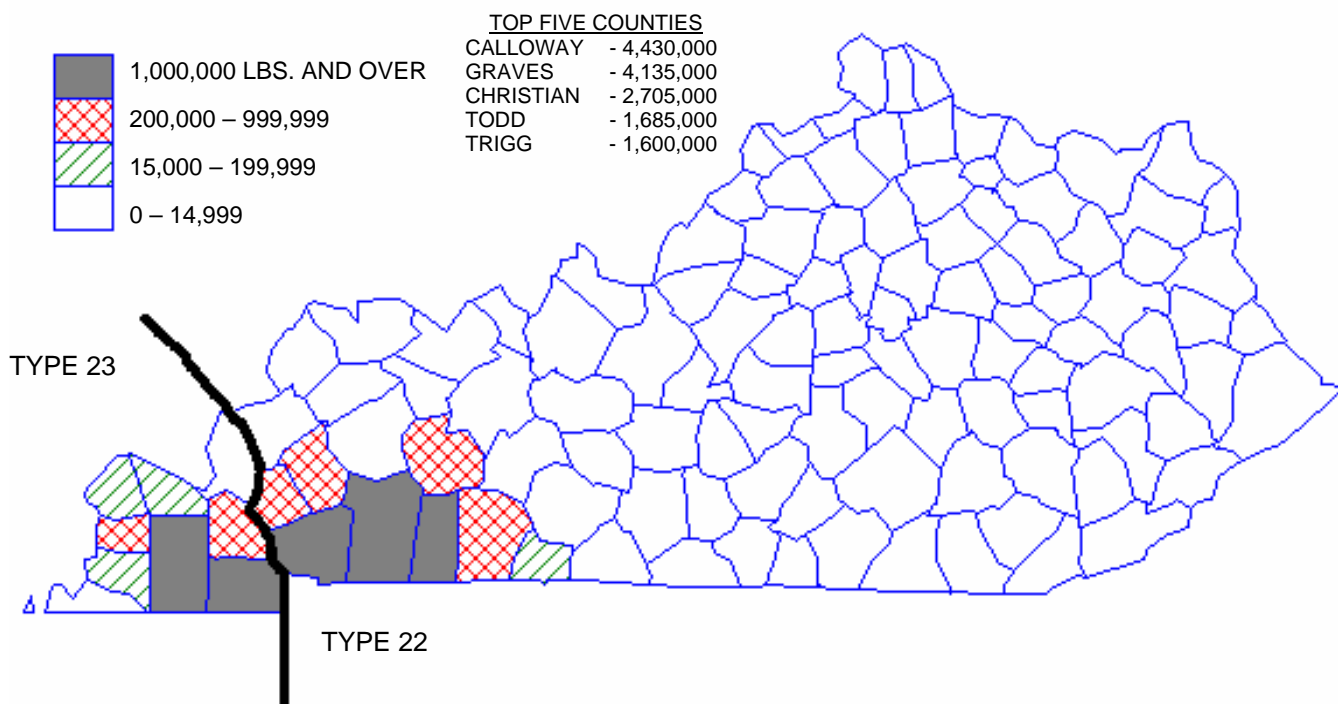 TOP FIVE COUNTIES
CALLOWAY - 4,430,000
GRAVES - 4,135,000
CHRISTIAN - 2,705,000
TODD - 1,685,000
TRIGG - 1,600,000
1,000,000 LBS. AND OVER
200,000 – 999,999
15,000 – 199,999
0 – 14,999
TYPE 23
TYPE 22